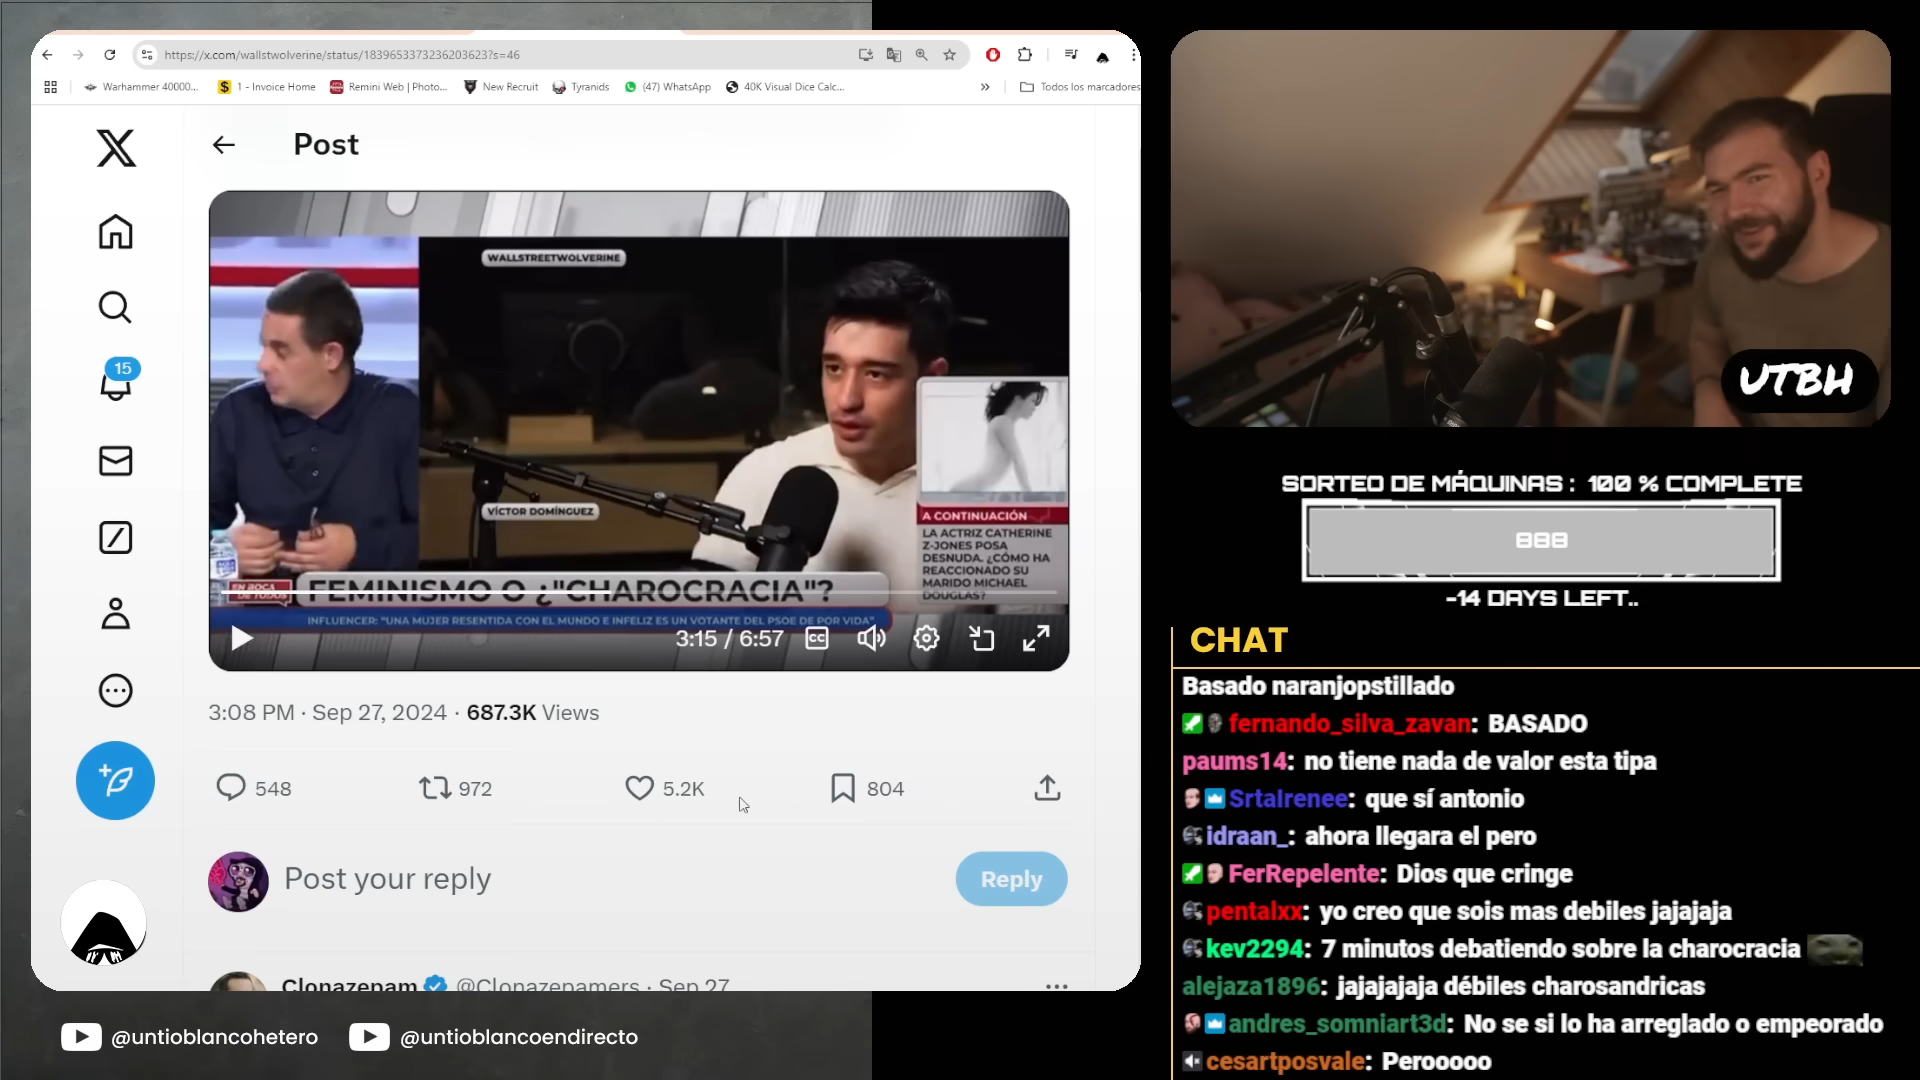 https://x.com/wallstwolverine/status/1839653373236203623?s=46
Warhammer 40000...
1 - Invoice Home
Remini Web | Photo...
New Recruit
Tyranids
(47) WhatsApp
40K Visual Dice Calc...
»
Todos los marcadores
Post
15
WALLSTREETWOLVERINE
VÍCTOR DOMÍNGUEZ
A CONTINUACIÓN
LA ACTRIZ CATHERINE
Z-JONES POSA
DESNUDA. ¿CÓMO HA
REACCIONADO SU
MARIDO MICHAEL
DOUGLAS?
EN BOCA
DE TODOS
FEMINISMO O ¿"CHAROCRACIA"?
INFLUENCER: "UNA MUJER RESENTIDA CON EL MUNDO E INFELIZ ES UN VOTANTE DEL PSOE DE POR VIDA"
3:15 / 6:57
CC
3:08 PM · Sep 27, 2024 · 687.3K Views
548
972
5.2K
804
Post your reply
Reply
Clonazepam @Clonazepamers · Sep 27
@untioblancohetero
@untioblancoendirecto
UTBH
SORTEO DE MÁQUINAS : 100 % COMPLETE
888
-14 DAYS LEFT..
CHAT
Basado naranjopstillado
fernando_silva_zavan: BASADO
paums14: no tiene nada de valor esta tipa
SrtaIrenee: que sí antonio
idraan_: ahora llegara el pero
FerRepelente: Dios que cringe
pentalxx: yo creo que sois mas debiles jajajaja
kev2294: 7 minutos debatiendo sobre la charocracia
alejaza1896: jajajajaja débiles charosandricas
andres_somniart3d: No se si lo ha arreglado o empeorado
cesartposvale: Perooooo